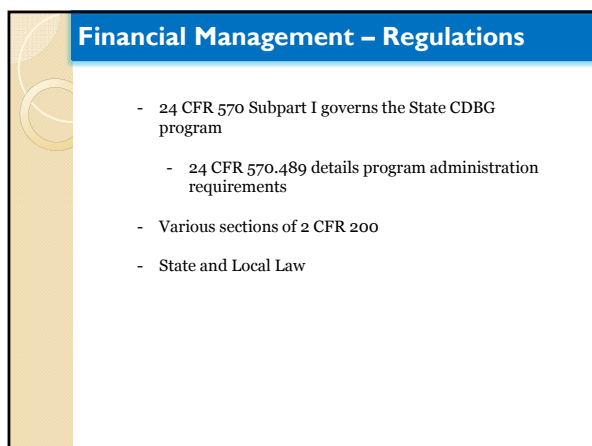 Financial Management – Regulations
- 24 CFR 570 Subpart I governs the State CDBG
program
- 24 CFR 570.489 details program administration
requirements
- Various sections of 2 CFR 200
- State and Local Law